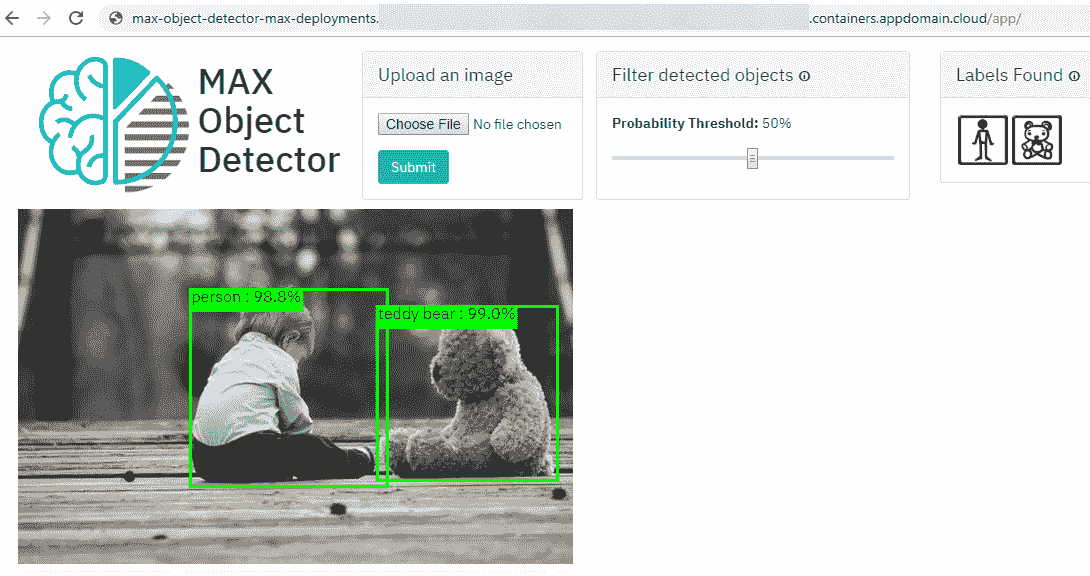 max-object-detector-max-deployments. .containers.appdomain.cloud/app/
MAX
Object
Detector
Upload an image
Choose File No file chosen
Submit
Filter detected objects
Probability Threshold: 50%
Labels Found
person : 98.8%
teddy bear : 99.0%